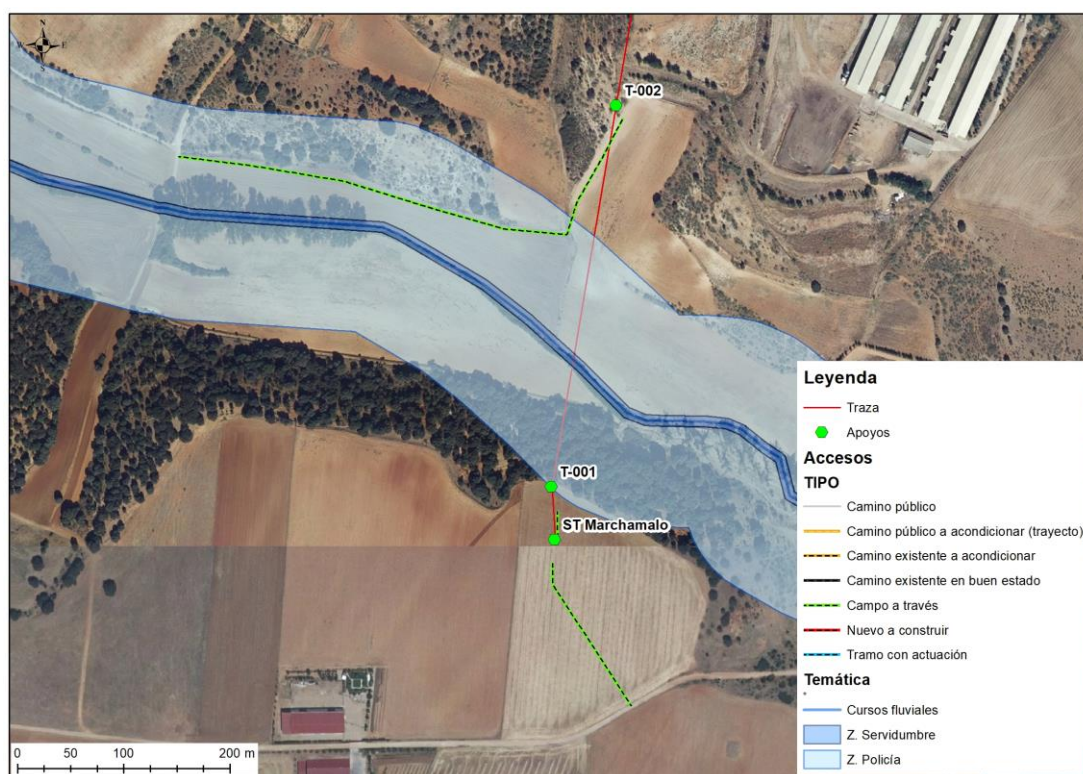 N
E
T-002
T-001
ST Marchamalo
Leyenda
Traza
Apoyos
Accesos
TIPO
Camino público
Camino público a acondicionar (trayecto)
Camino existente a acondicionar
Camino existente en buen estado
Campo a través
Nuevo a construir
Tramo con actuación
Temática
Cursos fluviales
Z. Servidumbre
Z. Policía
0 50 100 200 m